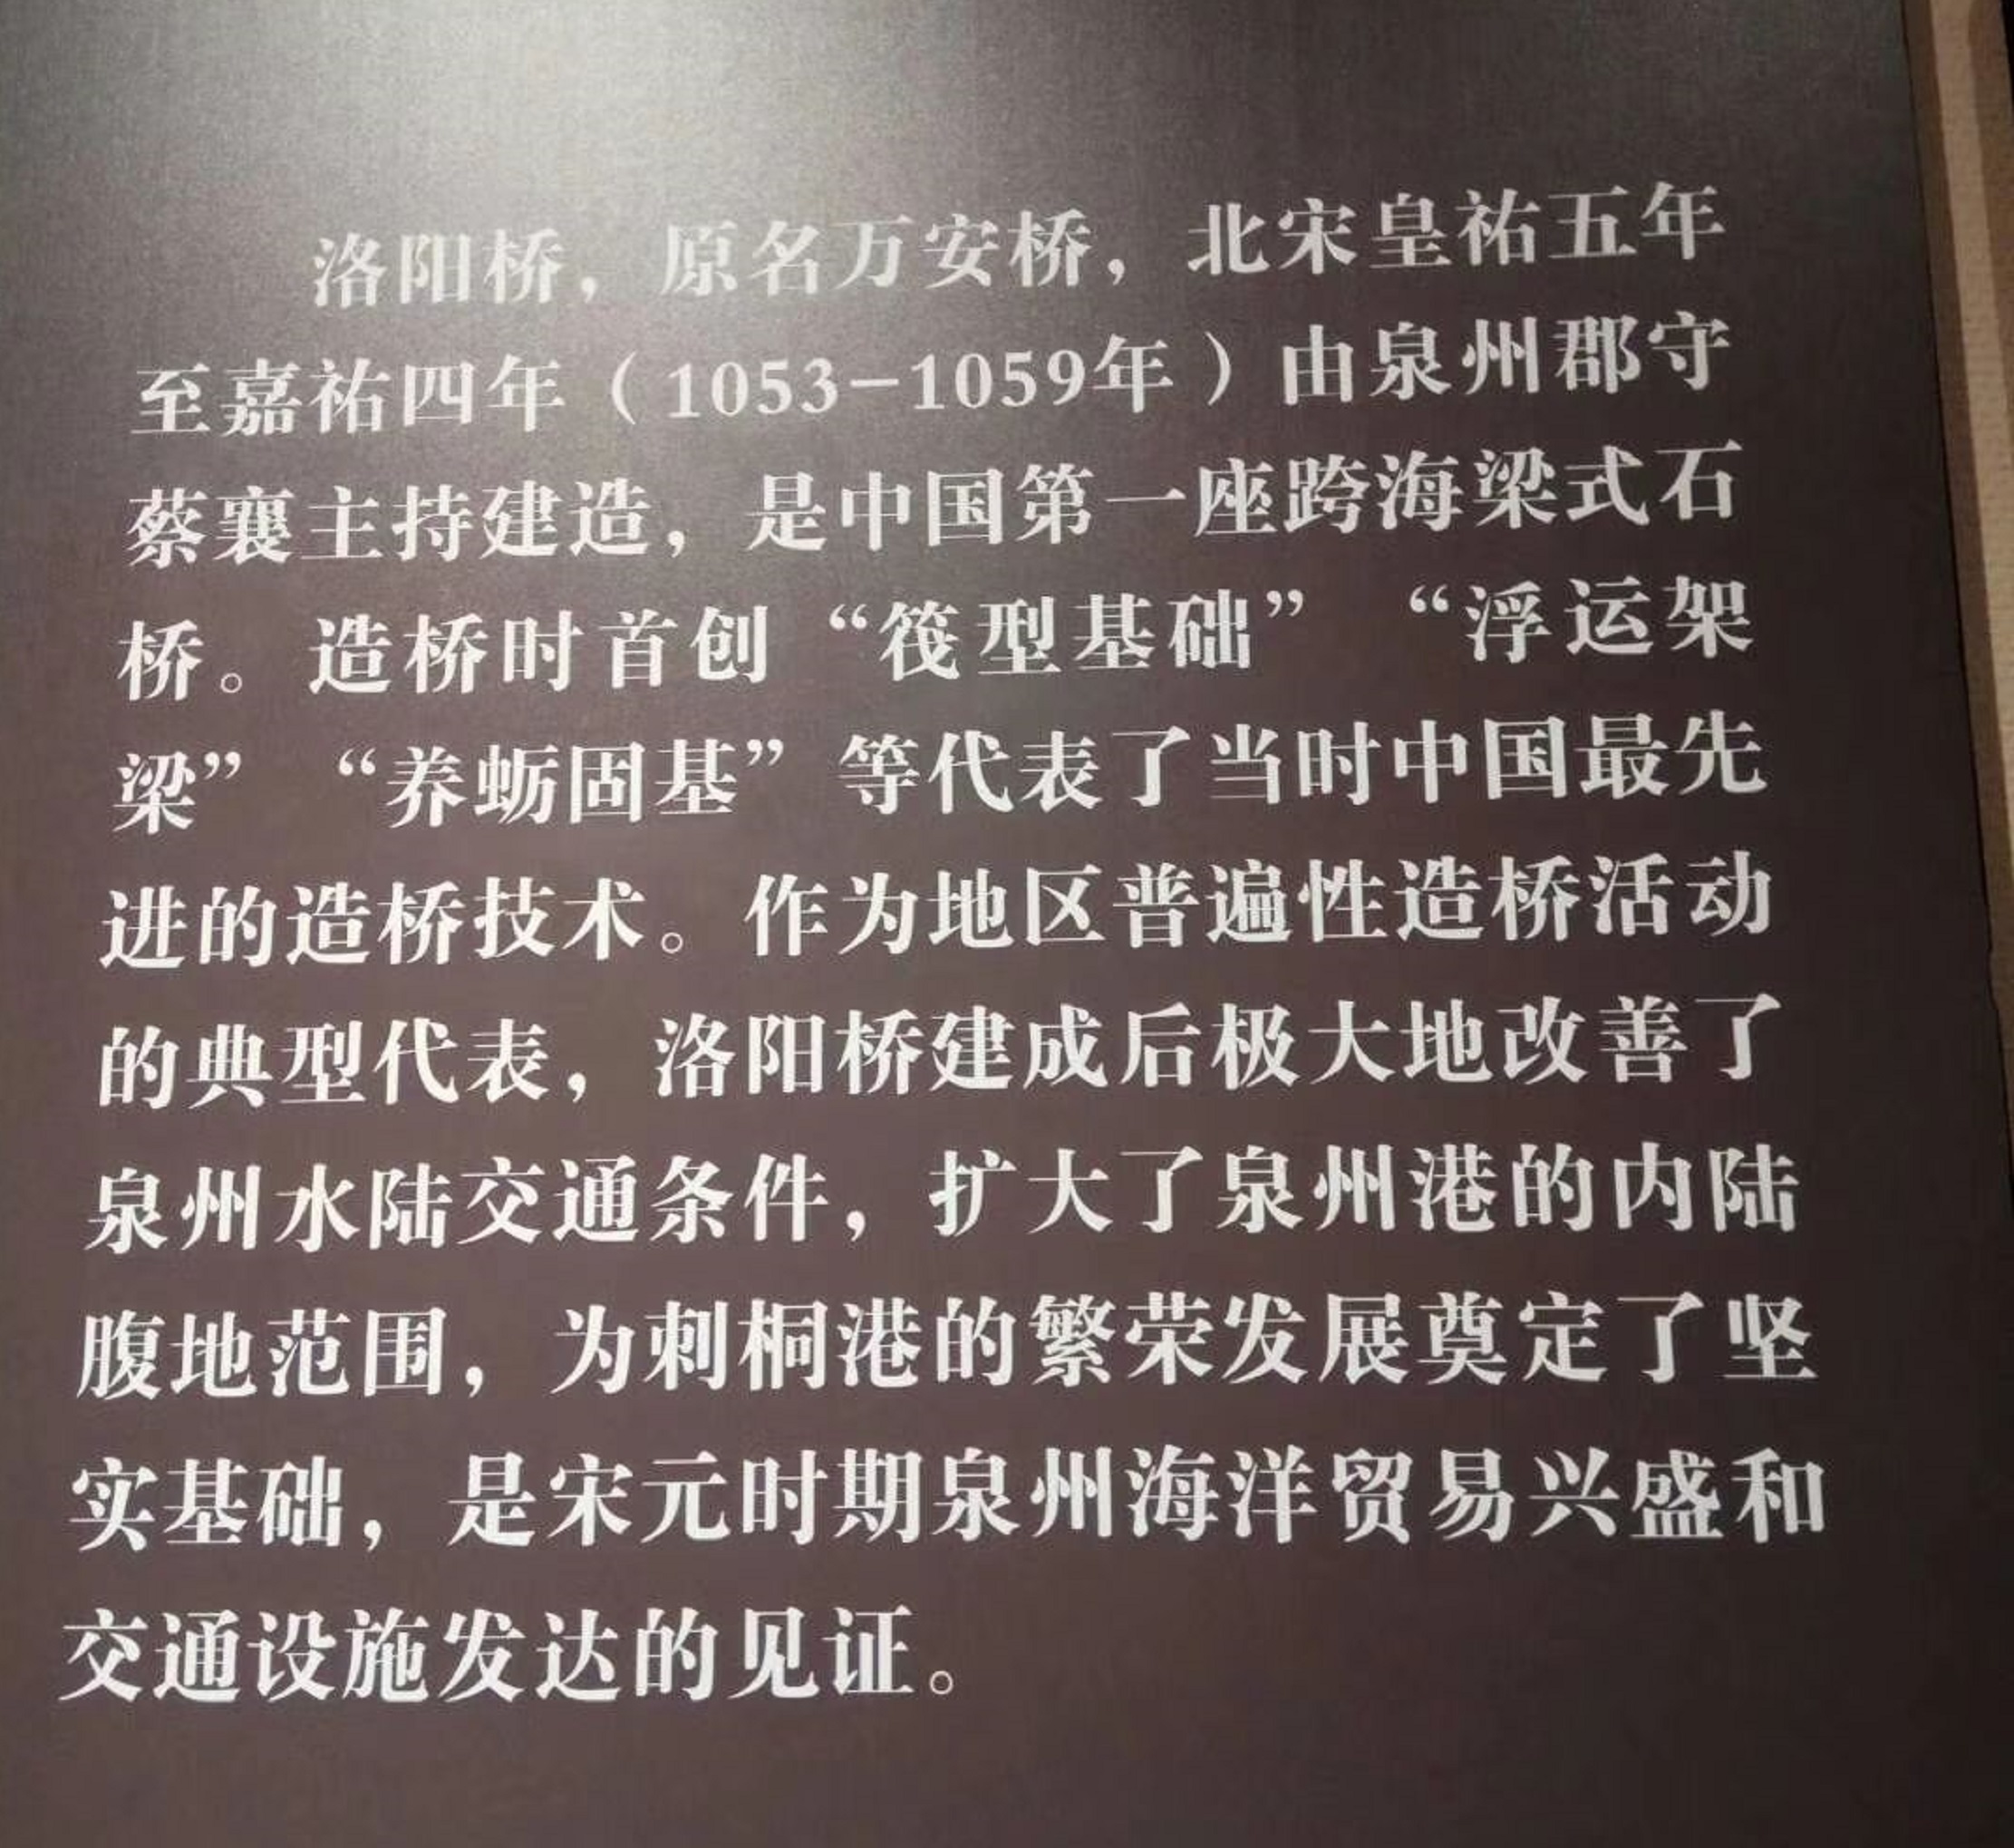 洛阳桥，原名万安桥，北宋皇祐五年
至嘉祐四年（1053—1059年）由泉州郡守
蔡襄主持建造，是中国第一座跨海梁式石
桥。造桥时首创“筏型基础” “浮运架
梁” “养蛎固基”等代表了当时中国最先
进的造桥技术。作为地区普遍性造桥活动
的典型代表，洛阳桥建成后极大地改善了
泉州水陆交通条件，扩大了泉州港的内陆
腹地范围，为刺桐港的繁荣发展奠定了坚
实基础，是宋元时期泉州海洋贸易兴盛和
交通设施发达的见证。